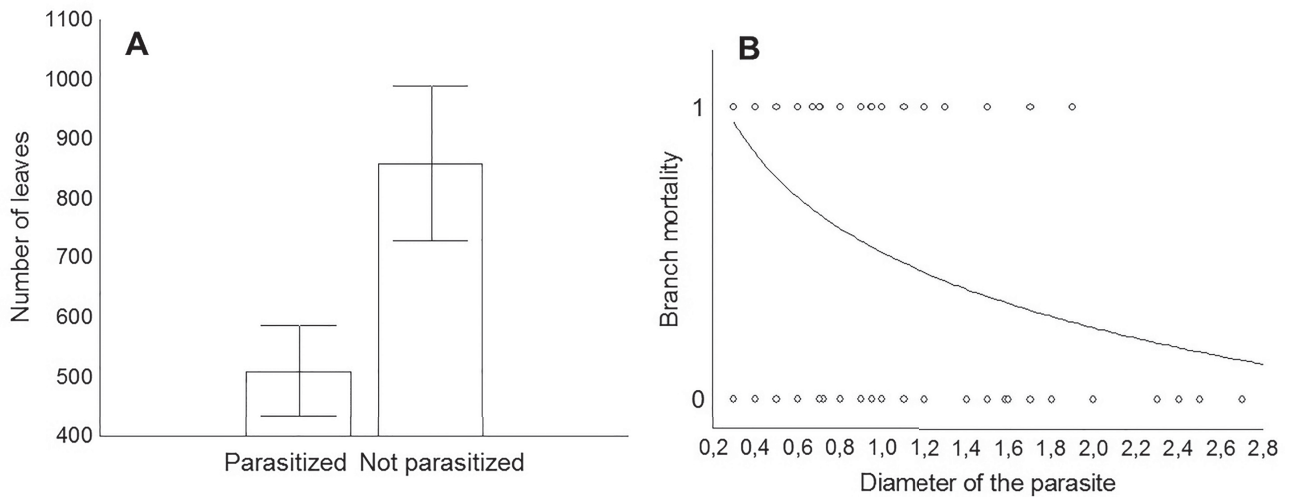 A
Number of leaves
1100
1000
900
800
700
600
500
400
Parasitized Not parasitized
B
Branch mortality
1
0
0,2 0,4 0,6 0,8 1,0 1,2 1,4 1,6 1,8 2,0 2,2 2,4 2,6 2,8
Diameter of the parasite